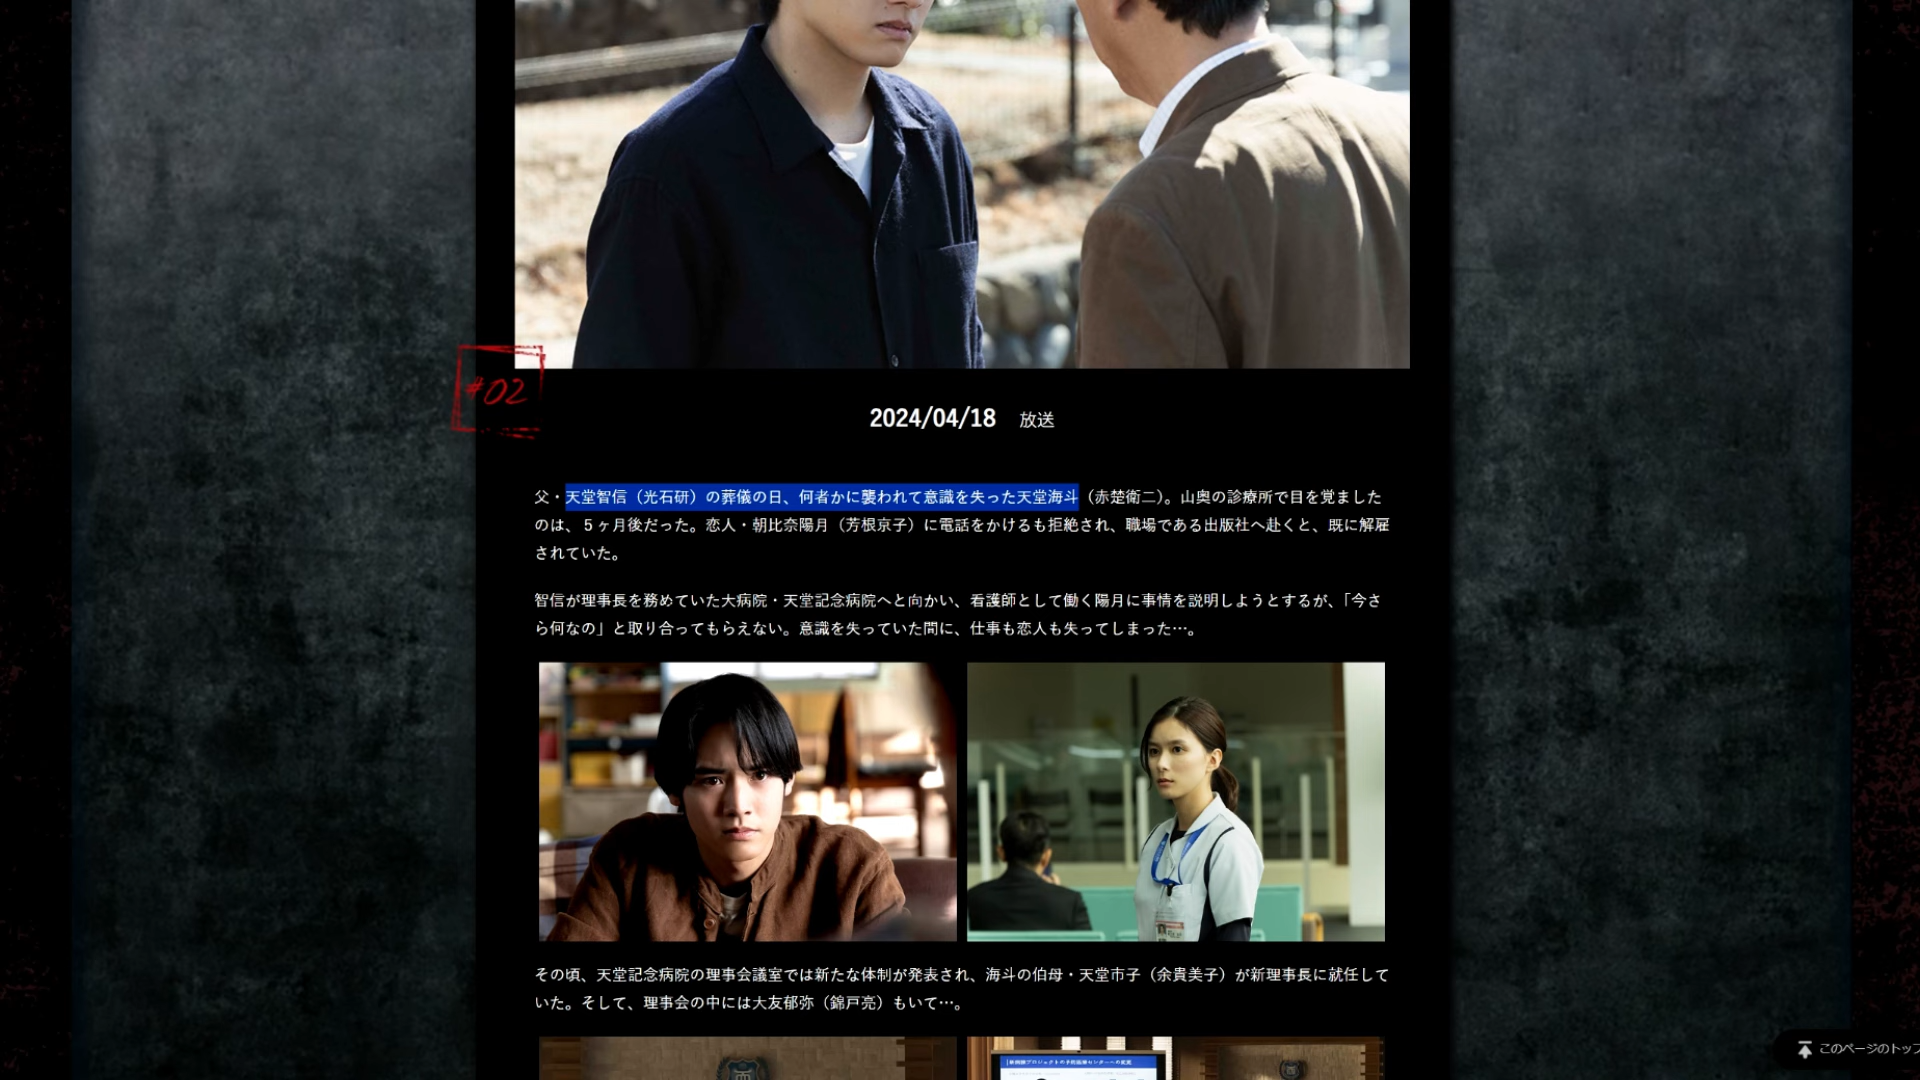 #02
2024/04/18 放送
父・天堂智信（光石研）の葬儀の日、何者かに襲われて意識を失った天堂海斗（赤楚衛二）。山奥の診療所で目を覚ました
のは、５ヶ月後だった。恋人・朝比奈陽月（芳根京子）に電話をかけるも拒絶され、職場である出版社へ赴くと、既に解雇
されていた。
智信が理事長を務めていた大病院・天堂記念病院へと向かい、看護師として働く陽月に事情を説明しようとするが、「今さ
ら何なの」と取り合ってもらえない。意識を失っていた間に、仕事も恋人も失ってしまった…。
その頃、天堂記念病院の理事会議室では新たな体制が発表され、海斗の伯母・天堂市子（余貴美子）が新理事長に就任して
いた。そして、理事会の中には大友郁弥（錦戸亮）もいて…。
このページのトップ